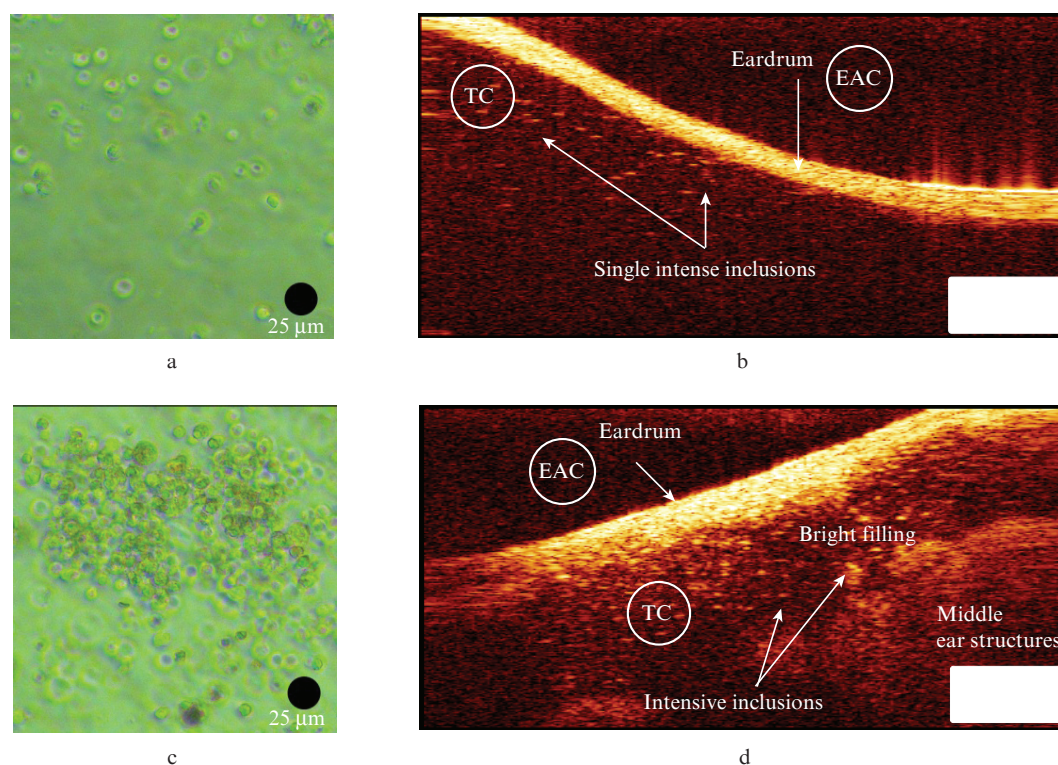 25 μm
a
TC
Eardrum
EAC
Single intense inclusions
b
25 μm
c
Eardrum
EAC
Bright filling
TC
Middle
ear structures
Intensive inclusions
d